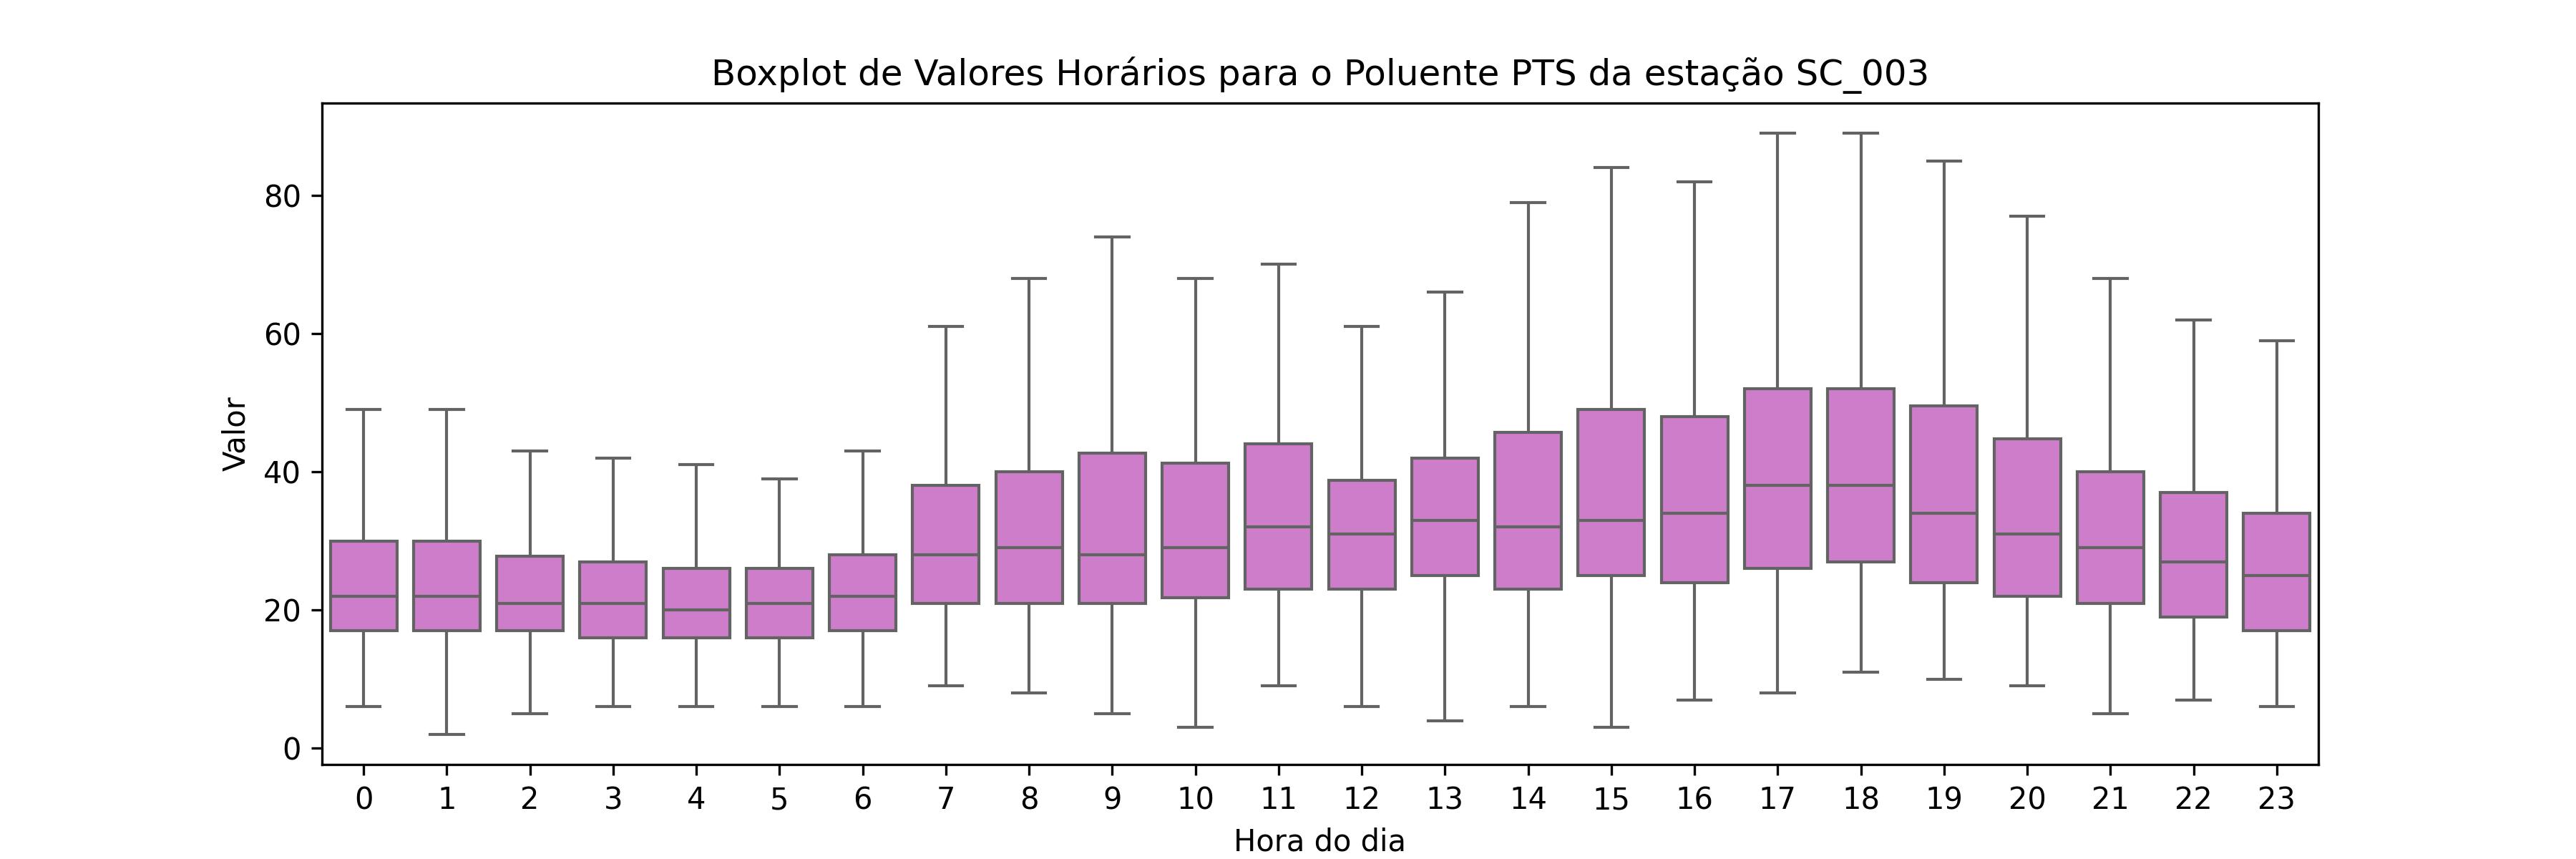 Boxplot de Valores Horários para o Poluente PTS da estação SC_003
Valor
80
60
40
20
0
0 1 2 3 4 5 6 7 8 9 10 11 12 13 14 15 16 17 18 19 20 21 22 23
Hora do dia